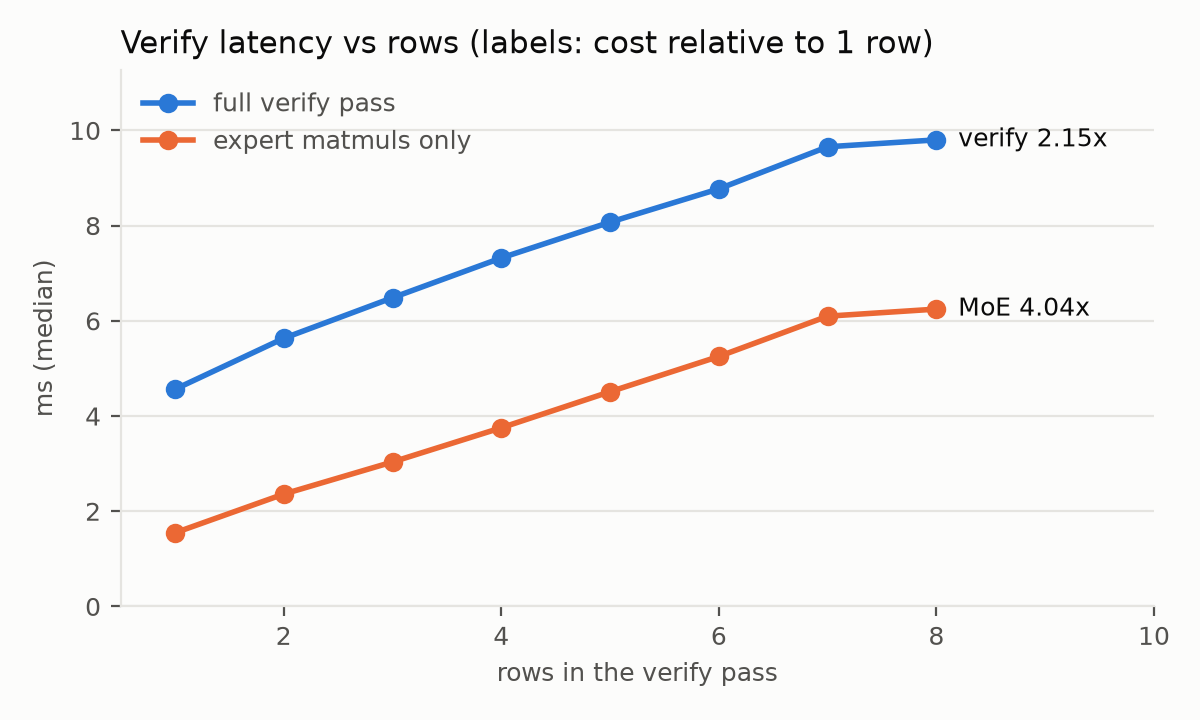 Verify latency vs rows (labels: cost relative to 1 row)
full verify pass
expert matmuls only
verify 2.15x
MoE 4.04x
ms (median)
10
8
6
4
2
0
2
4
6
8
10
rows in the verify pass